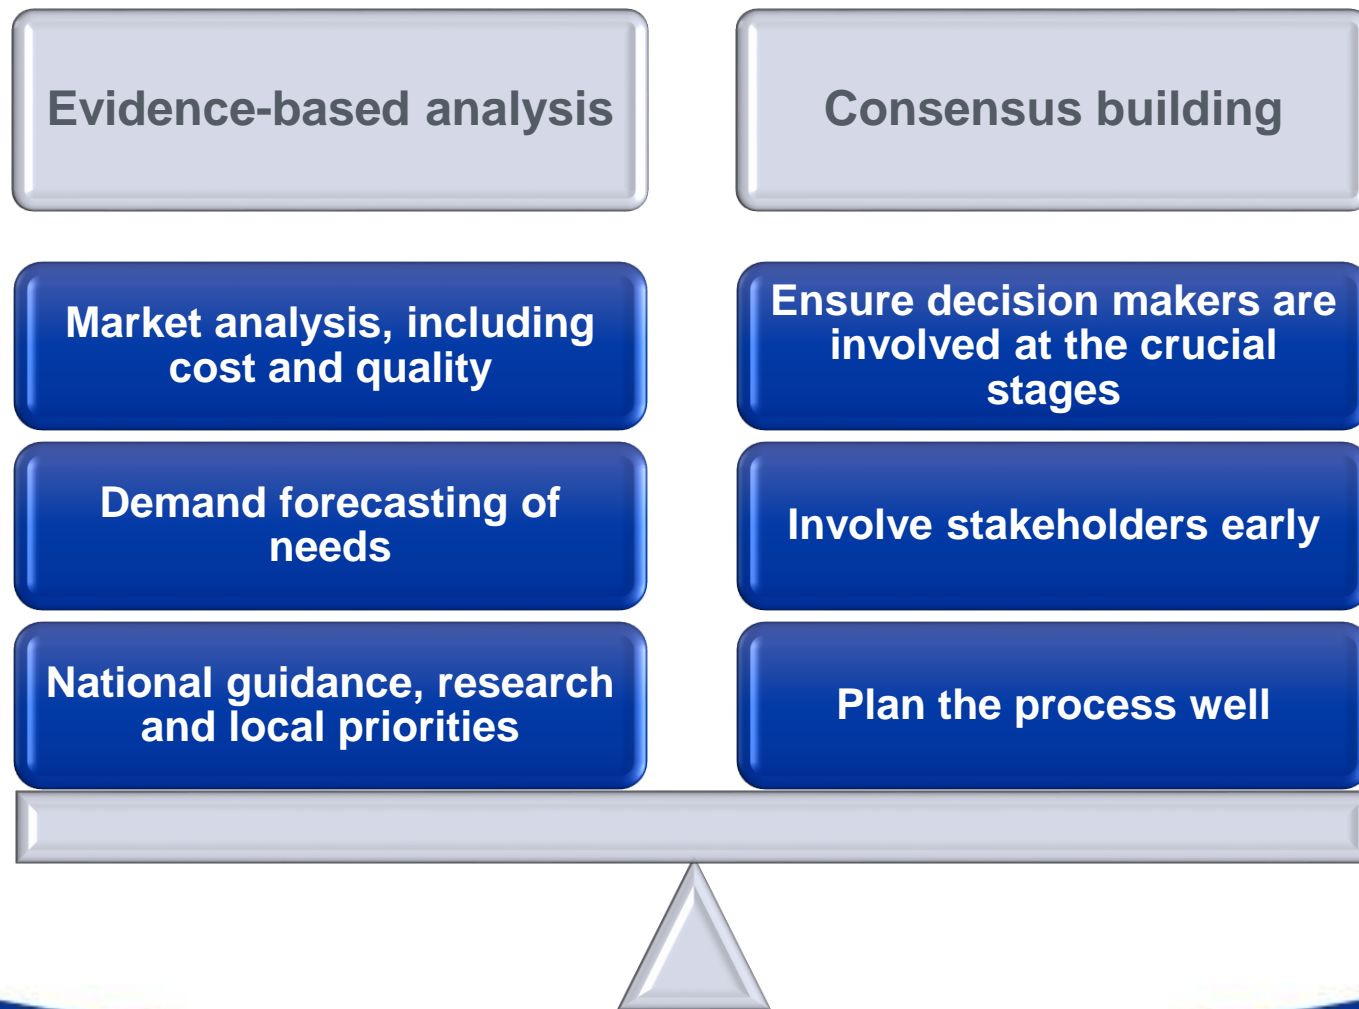 Evidence-based analysis
Consensus building
Market analysis, including
cost and quality
Demand forecasting of
needs
National guidance, research
and local priorities
Ensure decision makers are
involved at the crucial
stages
Involve stakeholders early
Plan the process well